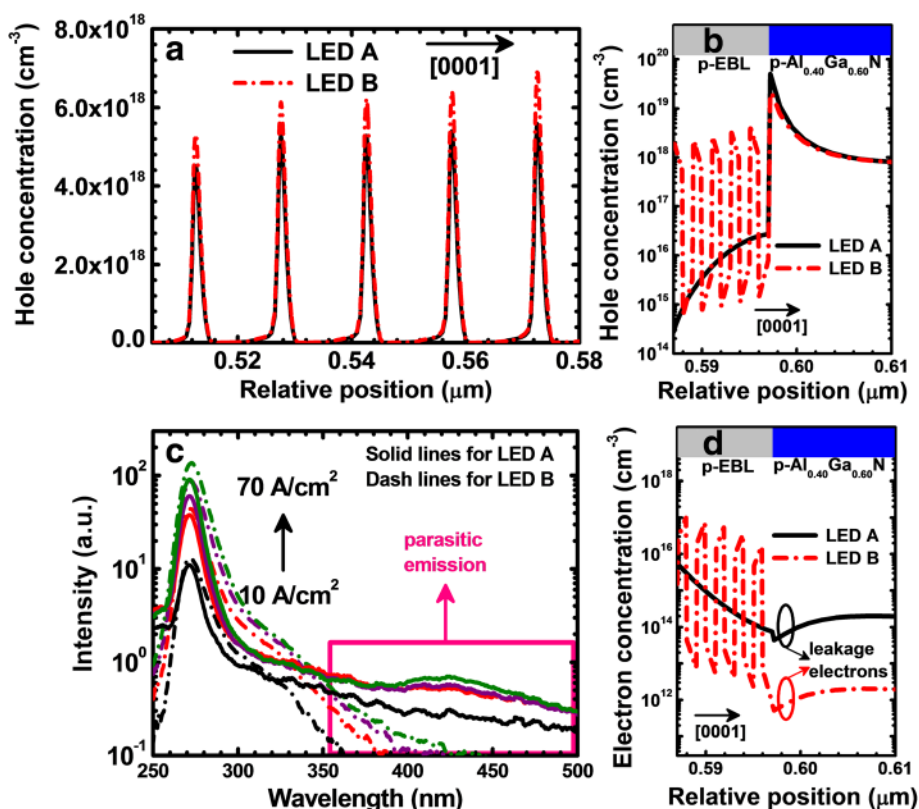 a
LED A
LED B
[0001]
8.0x10^18
6.0x10^18
4.0x10^18
2.0x10^18
0.0
Hole concentration (cm^-3)
0.52
0.54
0.56
0.58
Relative position (μm)
b
p-EBL
p-Al_0.40Ga_0.60N
10^20
10^19
10^18
10^17
10^16
10^15
10^14
Hole concentration (cm^-3)
LED A
LED B
[0001]
0.59
0.60
0.61
Relative position (μm)
c
Solid lines for LED A
Dash lines for LED B
70 A/cm^2
10 A/cm^2
parasitic
emission
10^2
10^1
10^0
10^-1
Intensity (a.u.)
250
300
350
400
450
500
Wavelength (nm)
d
p-EBL
p-Al_0.40Ga_0.60N
LED A
LED B
10^18
10^16
10^14
10^12
Electron concentration (cm^-3)
leakage
electrons
[0001]
0.59
0.60
0.61
Relative position (μm)